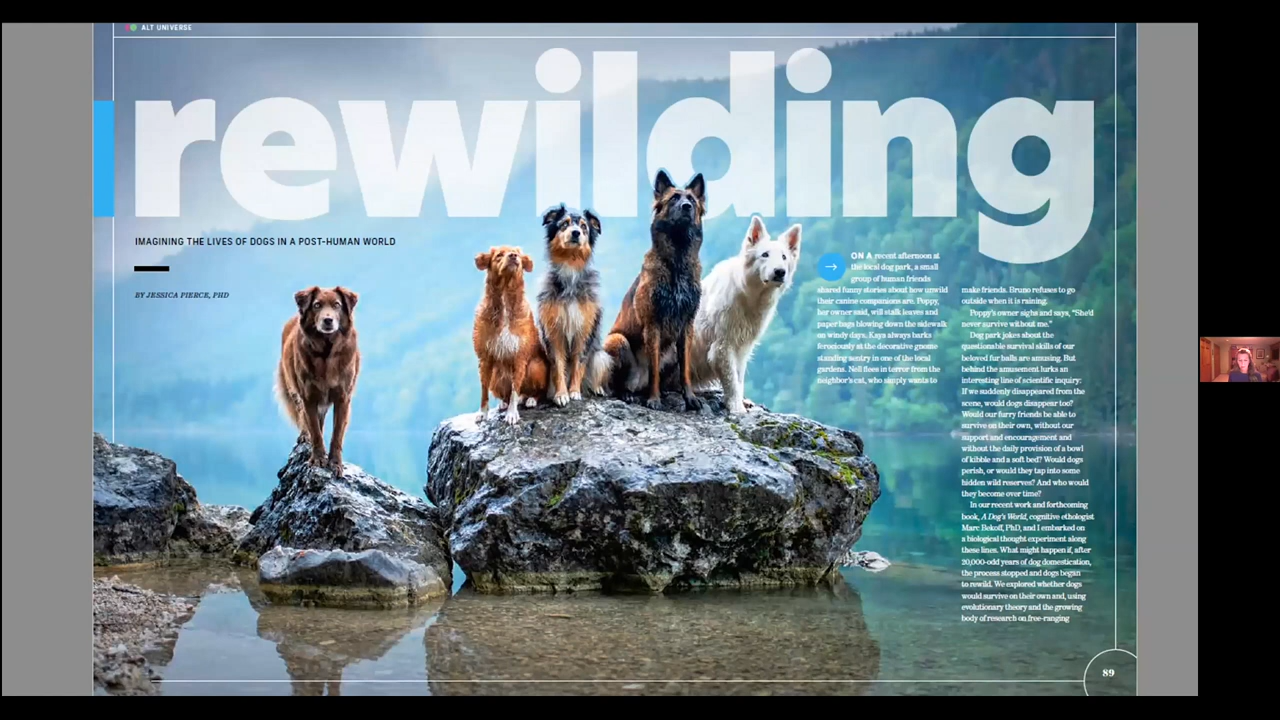 ALT UNIVERSE
rewilding
IMAGINING THE LIVES OF DOGS IN A POST-HUMAN WORLD
BY JESSICA PIERCE, PHD
ON A recent afternoon at
the local dog park, a small
group of human friends
shared funny stories about how unwild
their canine companions are. Poppy,
her owner said, will stalk leaves and
paper bags blowing down the sidewalk
on windy days. Kaya always barks
ferociously at the decorative gnome
standing sentry in one of the local
gardens. Nell flees in terror from the
neighbor's cat, who simply wants to
make friends. Bruno refuses to go
outside when it is raining.
Poppy's owner sighs and says, "She'd
never survive without me."
Dog park jokes about the
questionable survival skills of our
beloved fur balls are amusing. But
behind the amusement lurks an
interesting line of scientific inquiry:
If we suddenly disappeared from the
scene, would dogs disappear too?
Would our furry friends be able to
survive on their own, without our
support and encouragement and
without the daily provision of a bowl
of kibble and a soft bed? Would dogs
perish, or would they tap into some
hidden wild reserves? And who would
they become over time?
In our recent work and forthcoming
book, A Dog's World, cognitive ethologist
Marc Bekoff, PhD, and I embarked on
a biological thought experiment along
these lines. What might happen if, after
20,000-odd years of dog domestication,
the process stopped and dogs began
to rewild. We explored whether dogs
would survive on their own and, using
evolutionary theory and the growing
body of research on free-ranging
89